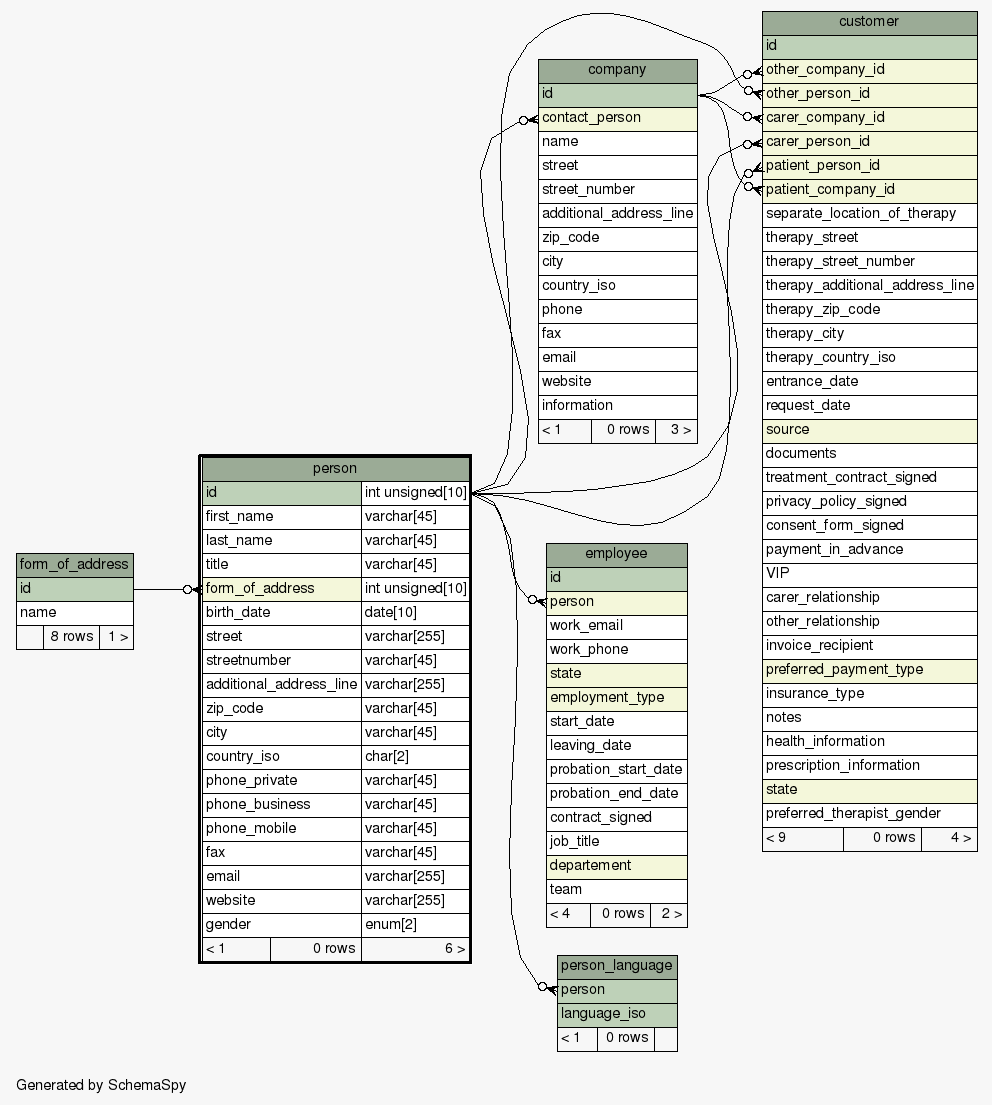 customer
id
other_company_id
other_person_id
carer_company_id
carer_person_id
patient_person_id
patient_company_id
separate_location_of_therapy
therapy_street
therapy_street_number
therapy_additional_address_line
therapy_zip_code
therapy_city
therapy_country_iso
entrance_date
request_date
source
documents
treatment_contract_signed
privacy_policy_signed
consent_form_signed
payment_in_advance
VIP
carer_relationship
other_relationship
invoice_recipient
preferred_payment_type
insurance_type
notes
health_information
prescription_information
state
preferred_therapist_gender
< 9 0 rows 4 >
company
id
contact_person
name
street
street_number
additional_address_line
zip_code
city
country_iso
phone
fax
email
website
information
< 1 0 rows 3 >
person
id int unsigned[10]
first_name varchar[45]
last_name varchar[45]
title varchar[45]
form_of_address int unsigned[10]
birth_date date[10]
street varchar[255]
streetnumber varchar[45]
additional_address_line varchar[255]
zip_code varchar[45]
city varchar[45]
country_iso char[2]
phone_private varchar[45]
phone_business varchar[45]
phone_mobile varchar[45]
fax varchar[45]
email varchar[255]
website varchar[255]
gender enum[2]
< 1 0 rows 6 >
form_of_address
id
name
8 rows 1 >
employee
id
person
work_email
work_phone
state
employment_type
start_date
leaving_date
probation_start_date
probation_end_date
contract_signed
job_title
departement
team
< 4 0 rows 2 >
person_language
person
language_iso
< 1 0 rows
Generated by SchemaSpy